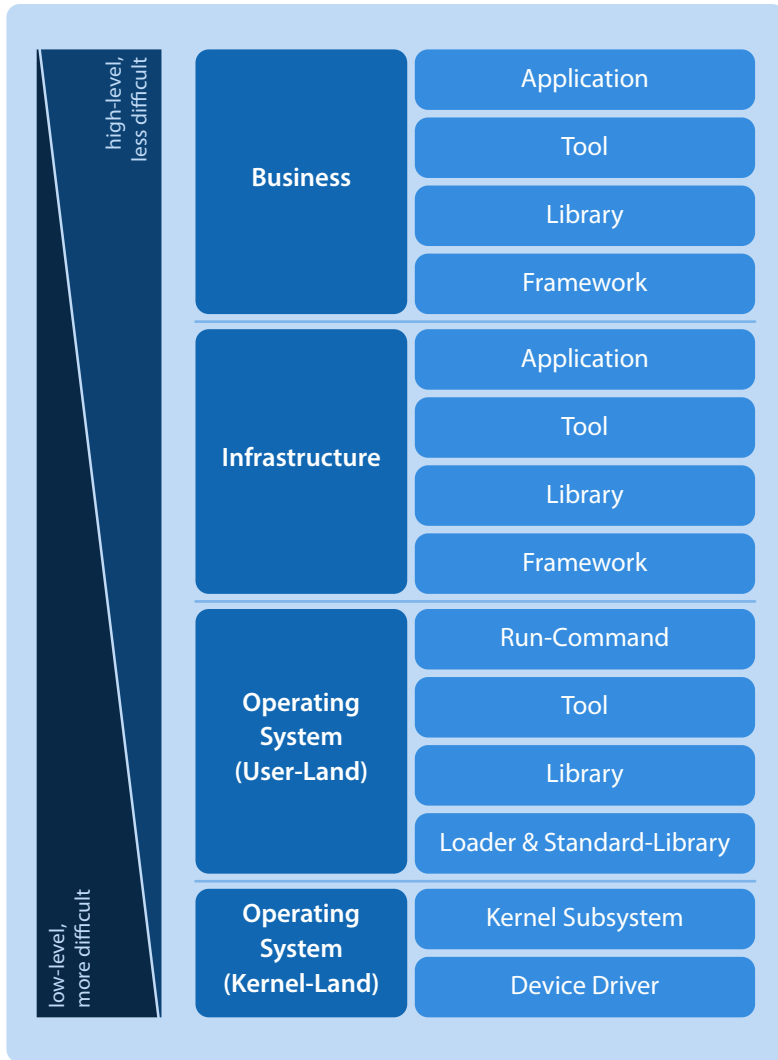 high-level,
less difficult
Business
Application
Tool
Library
Framework
Infrastructure
Application
Tool
Library
Framework
Operating
System
(User-Land)
Run-Command
Tool
Library
Loader & Standard-Library
low-level,
more difficult
Operating
System
(Kernel-Land)
Kernel Subsystem
Device Driver